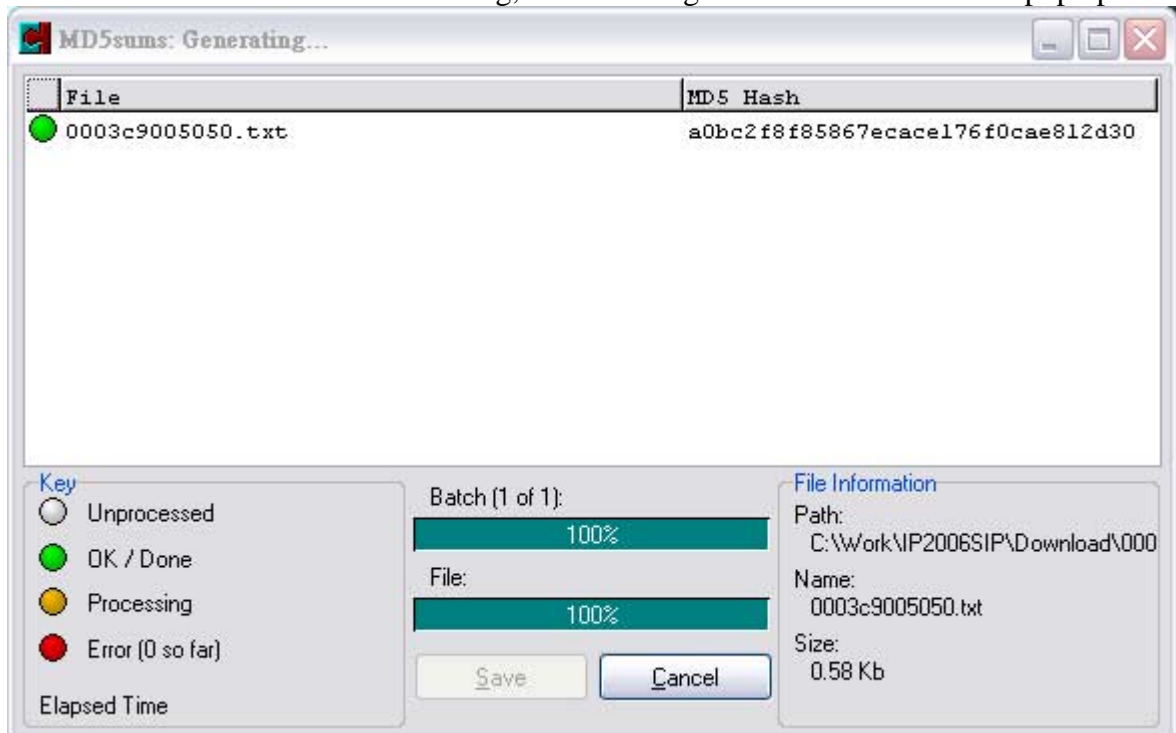 MD5sums: Generating...
File MD5 Hash
0003c9005050.txt a0bc2f8f85867ecace176f0cae812d30
Key
Unprocessed
OK / Done
Processing
Error (0 so far)
Elapsed Time
Batch (1 of 1):
100%
File:
100%
Save Cancel
File Information
Path:
C:\Work\IP2006SIP\Download\000
Name:
0003c9005050.txt
Size:
0.58 Kb